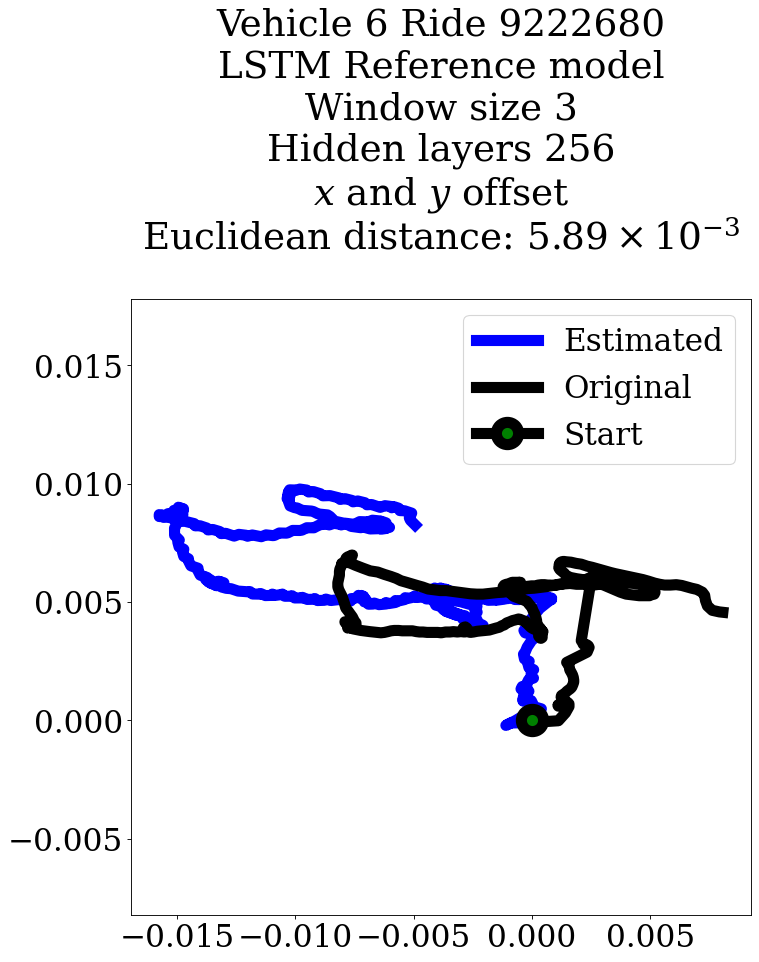 Vehicle 6 Ride 9222680
LSTM Reference model
Window size 3
Hidden layers 256
x and y offset
Euclidean distance: 5.89 × 10⁻³
Estimated
Original
Start
0.015
0.010
0.005
0.000
−0.005
−0.015 −0.010 −0.005 0.000 0.005